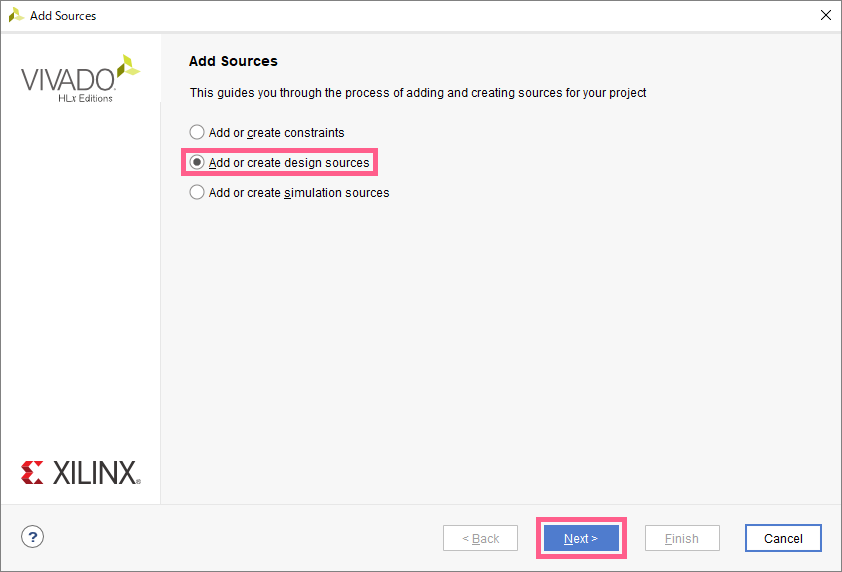 Add Sources
VIVADO.
HLx Editions
Add Sources
This guides you through the process of adding and creating sources for your project
Add or create constraints
Add or create design sources
Add or create simulation sources
XILINX®
?
< Back
Next >
Finish
Cancel